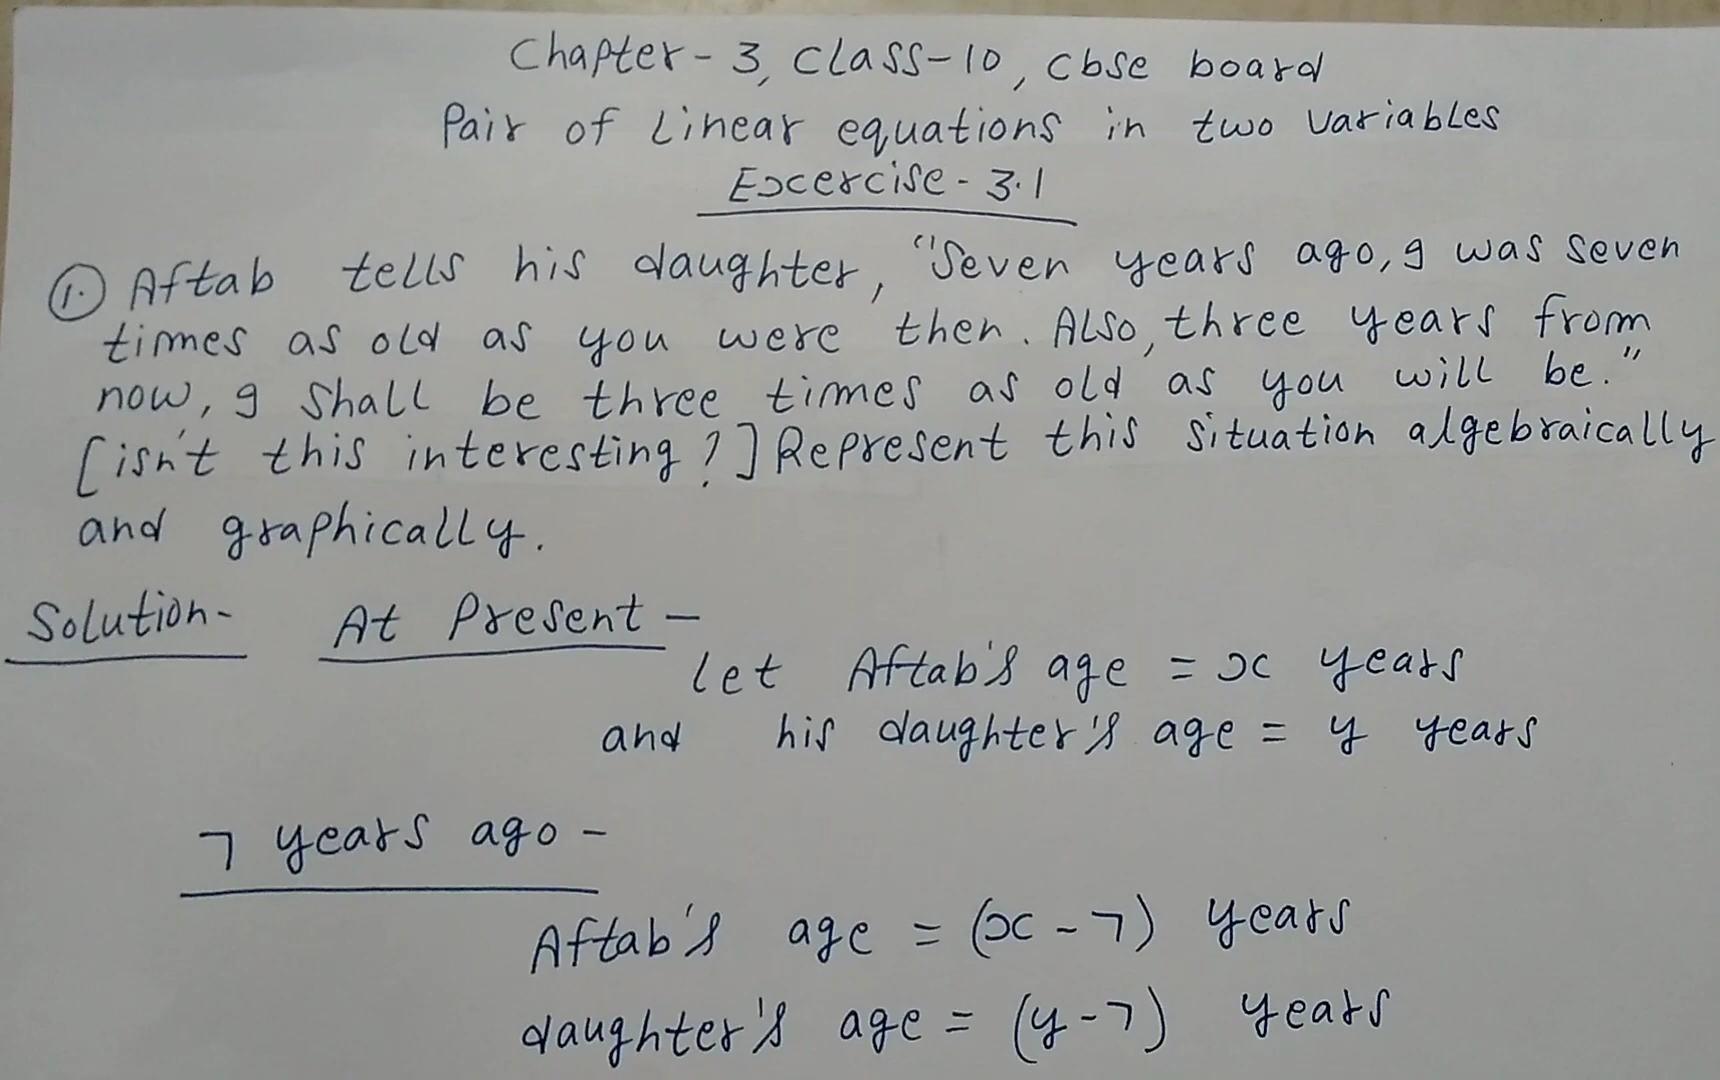 Chapter - 3, Class-10, Cbse board
Pair of Linear equations in two variables
Excercise - 3.1
1. Aftab tells his daughter, "Seven years ago, I was seven
times as old as you were then. Also, three years from
now, I shall be three times as old as you will be."
[isn't this interesting?] Represent this situation algebraically
and graphically.
Solution- At Present -
let Aftab's age = x years
and his daughter's age = y years
7 years ago -
Aftab's age = (x - 7) years
daughter's age = (y - 7) years